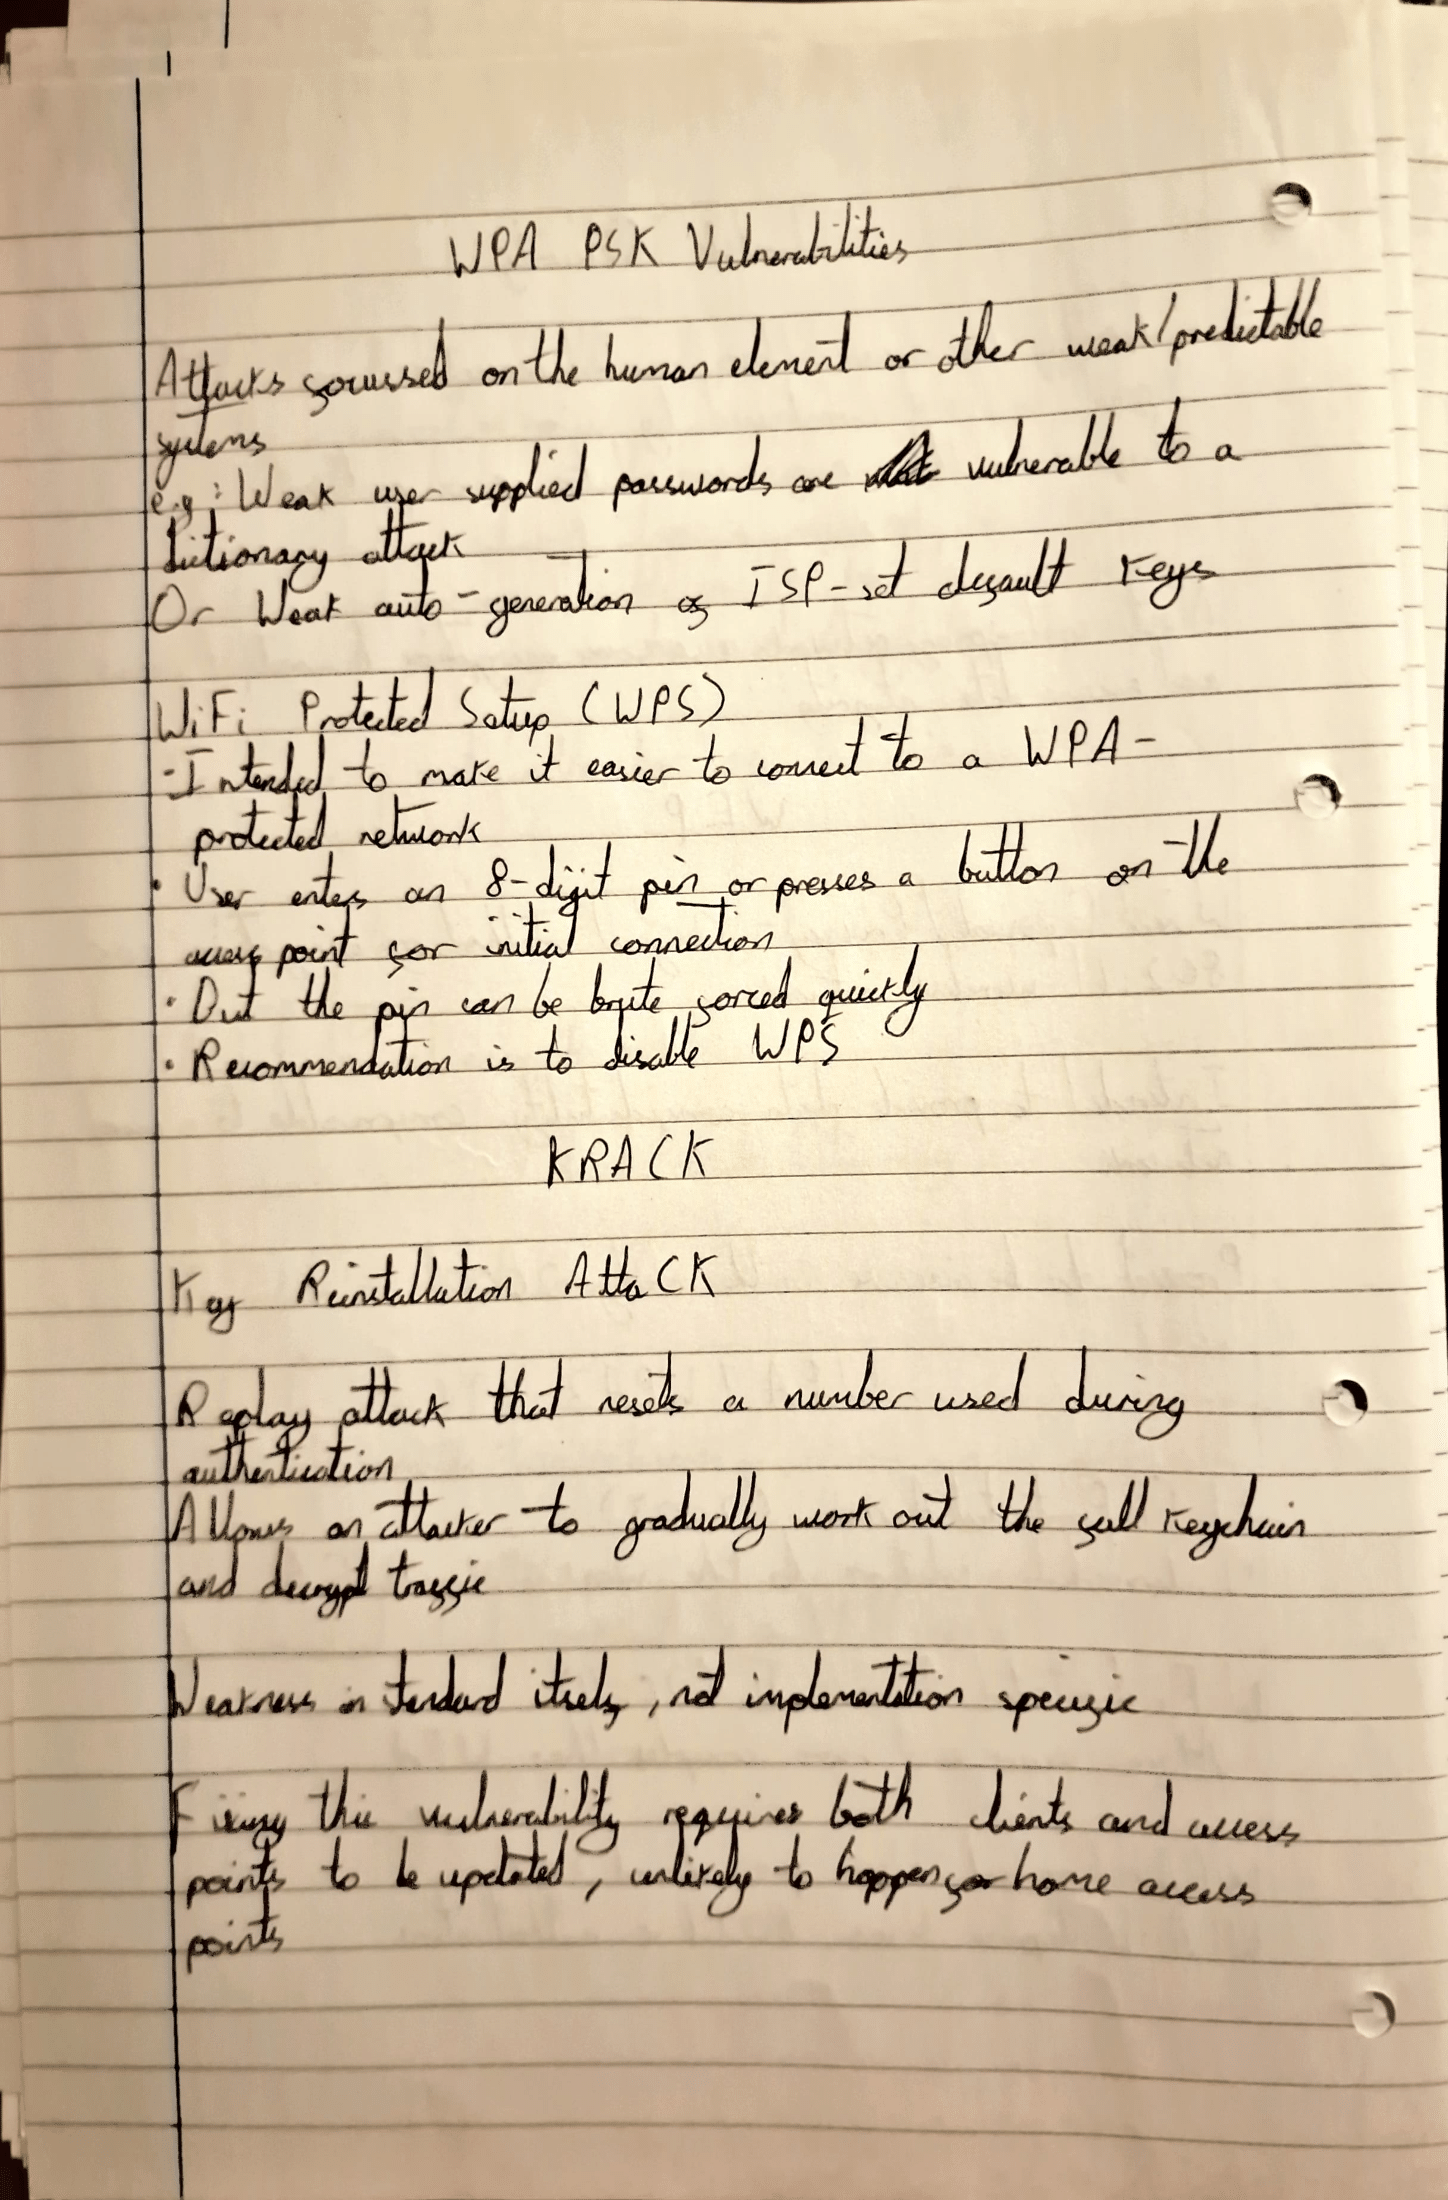 WPA PSK Vulnerabilities
Attacks focussed on the human element or other weak/predictable
systems
e.g: Weak user supplied passwords are vulnerable to a
dictionary attack
Or Weak auto-generation of ISP-set default keys
WiFi Protected Setup (WPS)
-Intended to make it easier to connect to a WPA-
protected network
• User enters an 8-digit pin or presses a button on the
access point for initial connection
• But the pin can be brute forced quickly
• Recommendation is to disable WPS
KRACK
Key Reinstallation AttaCK
Replay attack that resets a number used during
authentication
Allows an attacker to gradually work out the full keychain
and decrypt traffic
Weakness in standard itself, not implementation specific
Fixing this vulnerability requires both clients and access
points to be updated, unlikely to happen for home access
points